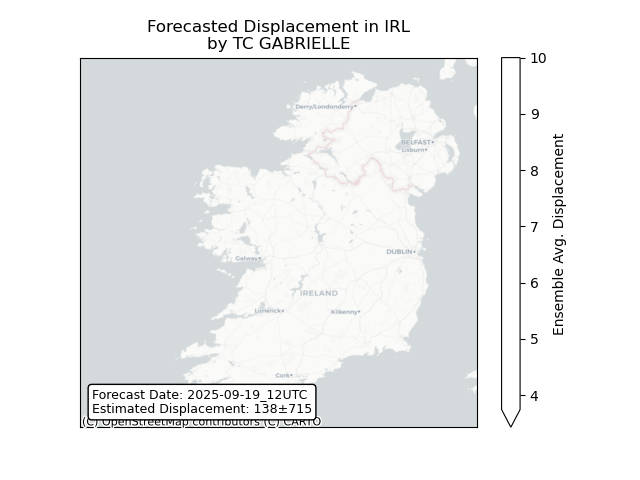 Forecasted Displacement in IRL
by TC GABRIELLE
Derry/Londonderry
BELFAST
Lisburn
Galway
DUBLIN
IRELAND
Limerick
Kilkenny
Cork
Forecast Date: 2025-09-19_12UTC
Estimated Displacement: 138±715
(C) OpenStreetMap contributors (C) CARTO
10
9
8
7
6
5
4
Ensemble Avg. Displacement